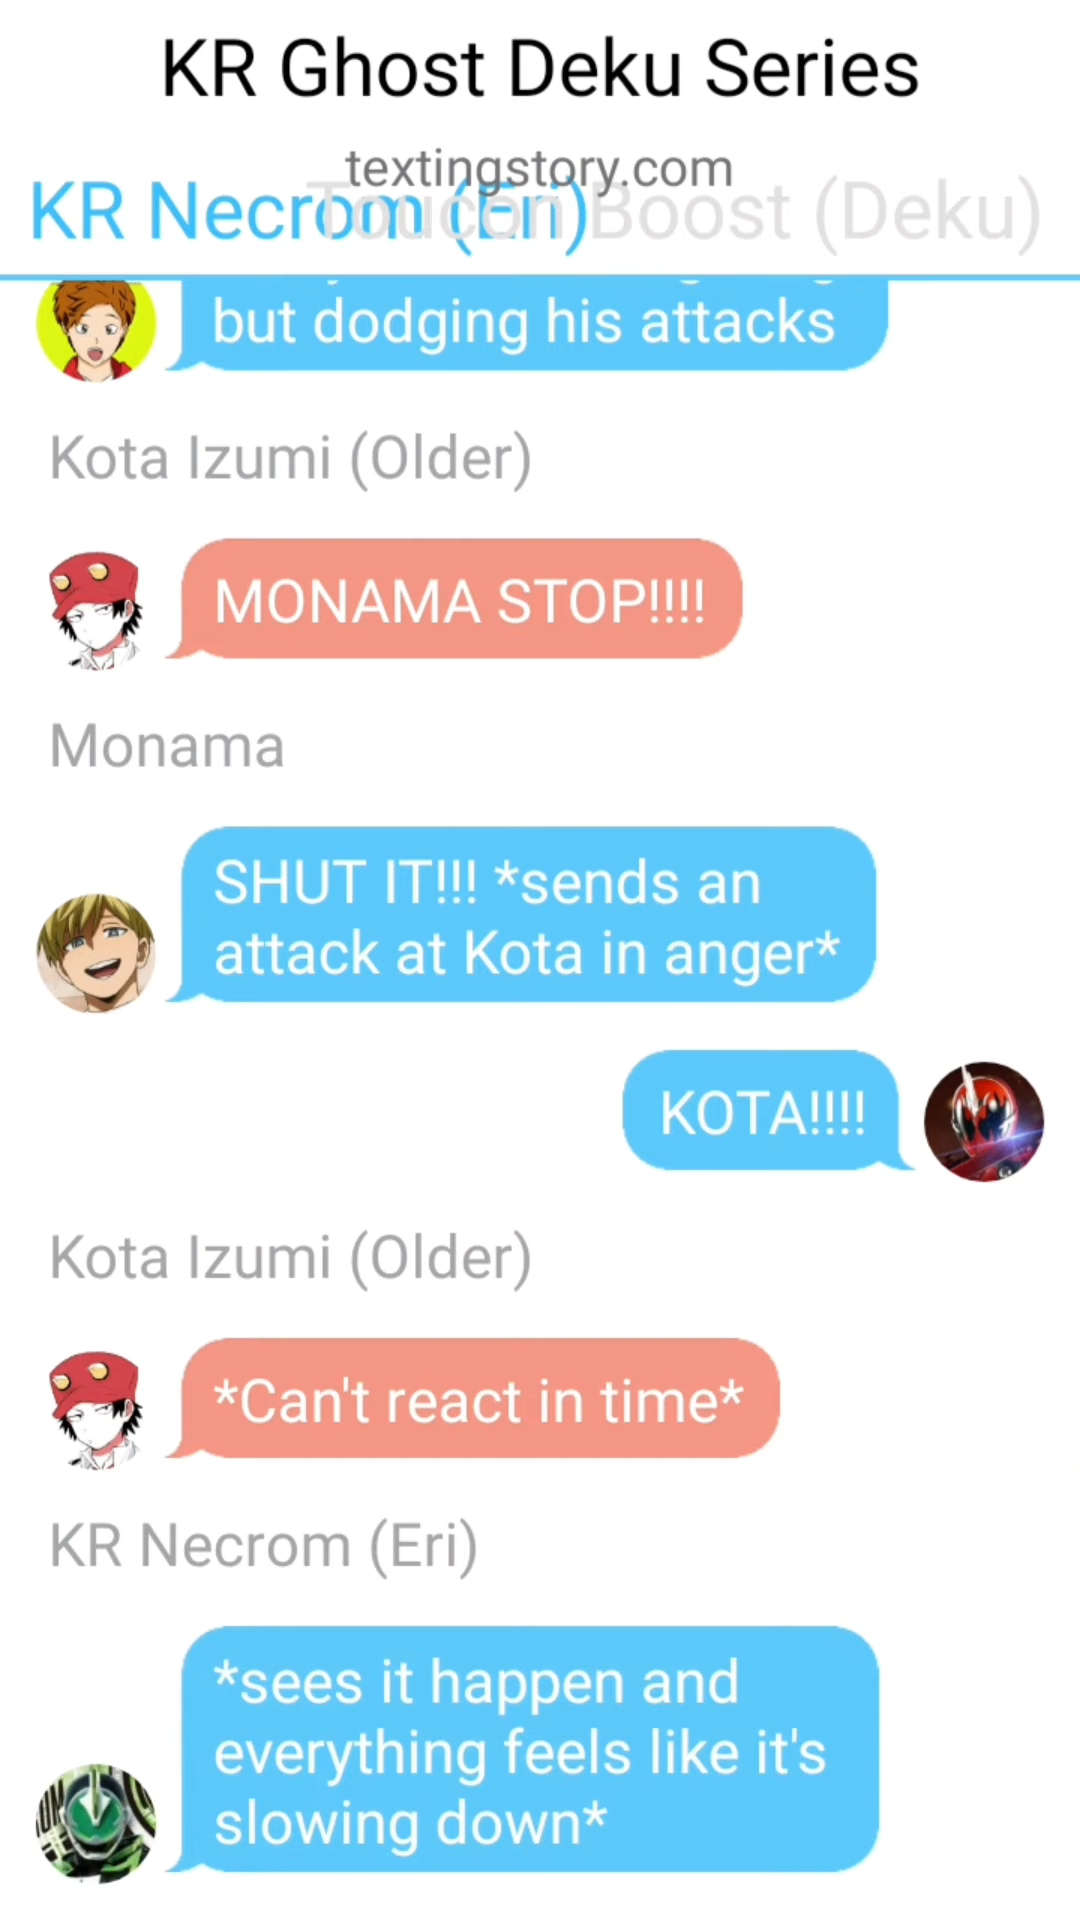 KR Ghost Deku Series
textingstory.com
KR Necrom (Eri)
Toucon Boost (Deku)
but dodging his attacks
Kota Izumi (Older)
MONAMA STOP!!!!
Monama
SHUT IT!!! *sends an
attack at Kota in anger*
KOTA!!!!
Kota Izumi (Older)
*Can't react in time*
KR Necrom (Eri)
*sees it happen and
everything feels like it's
slowing down*